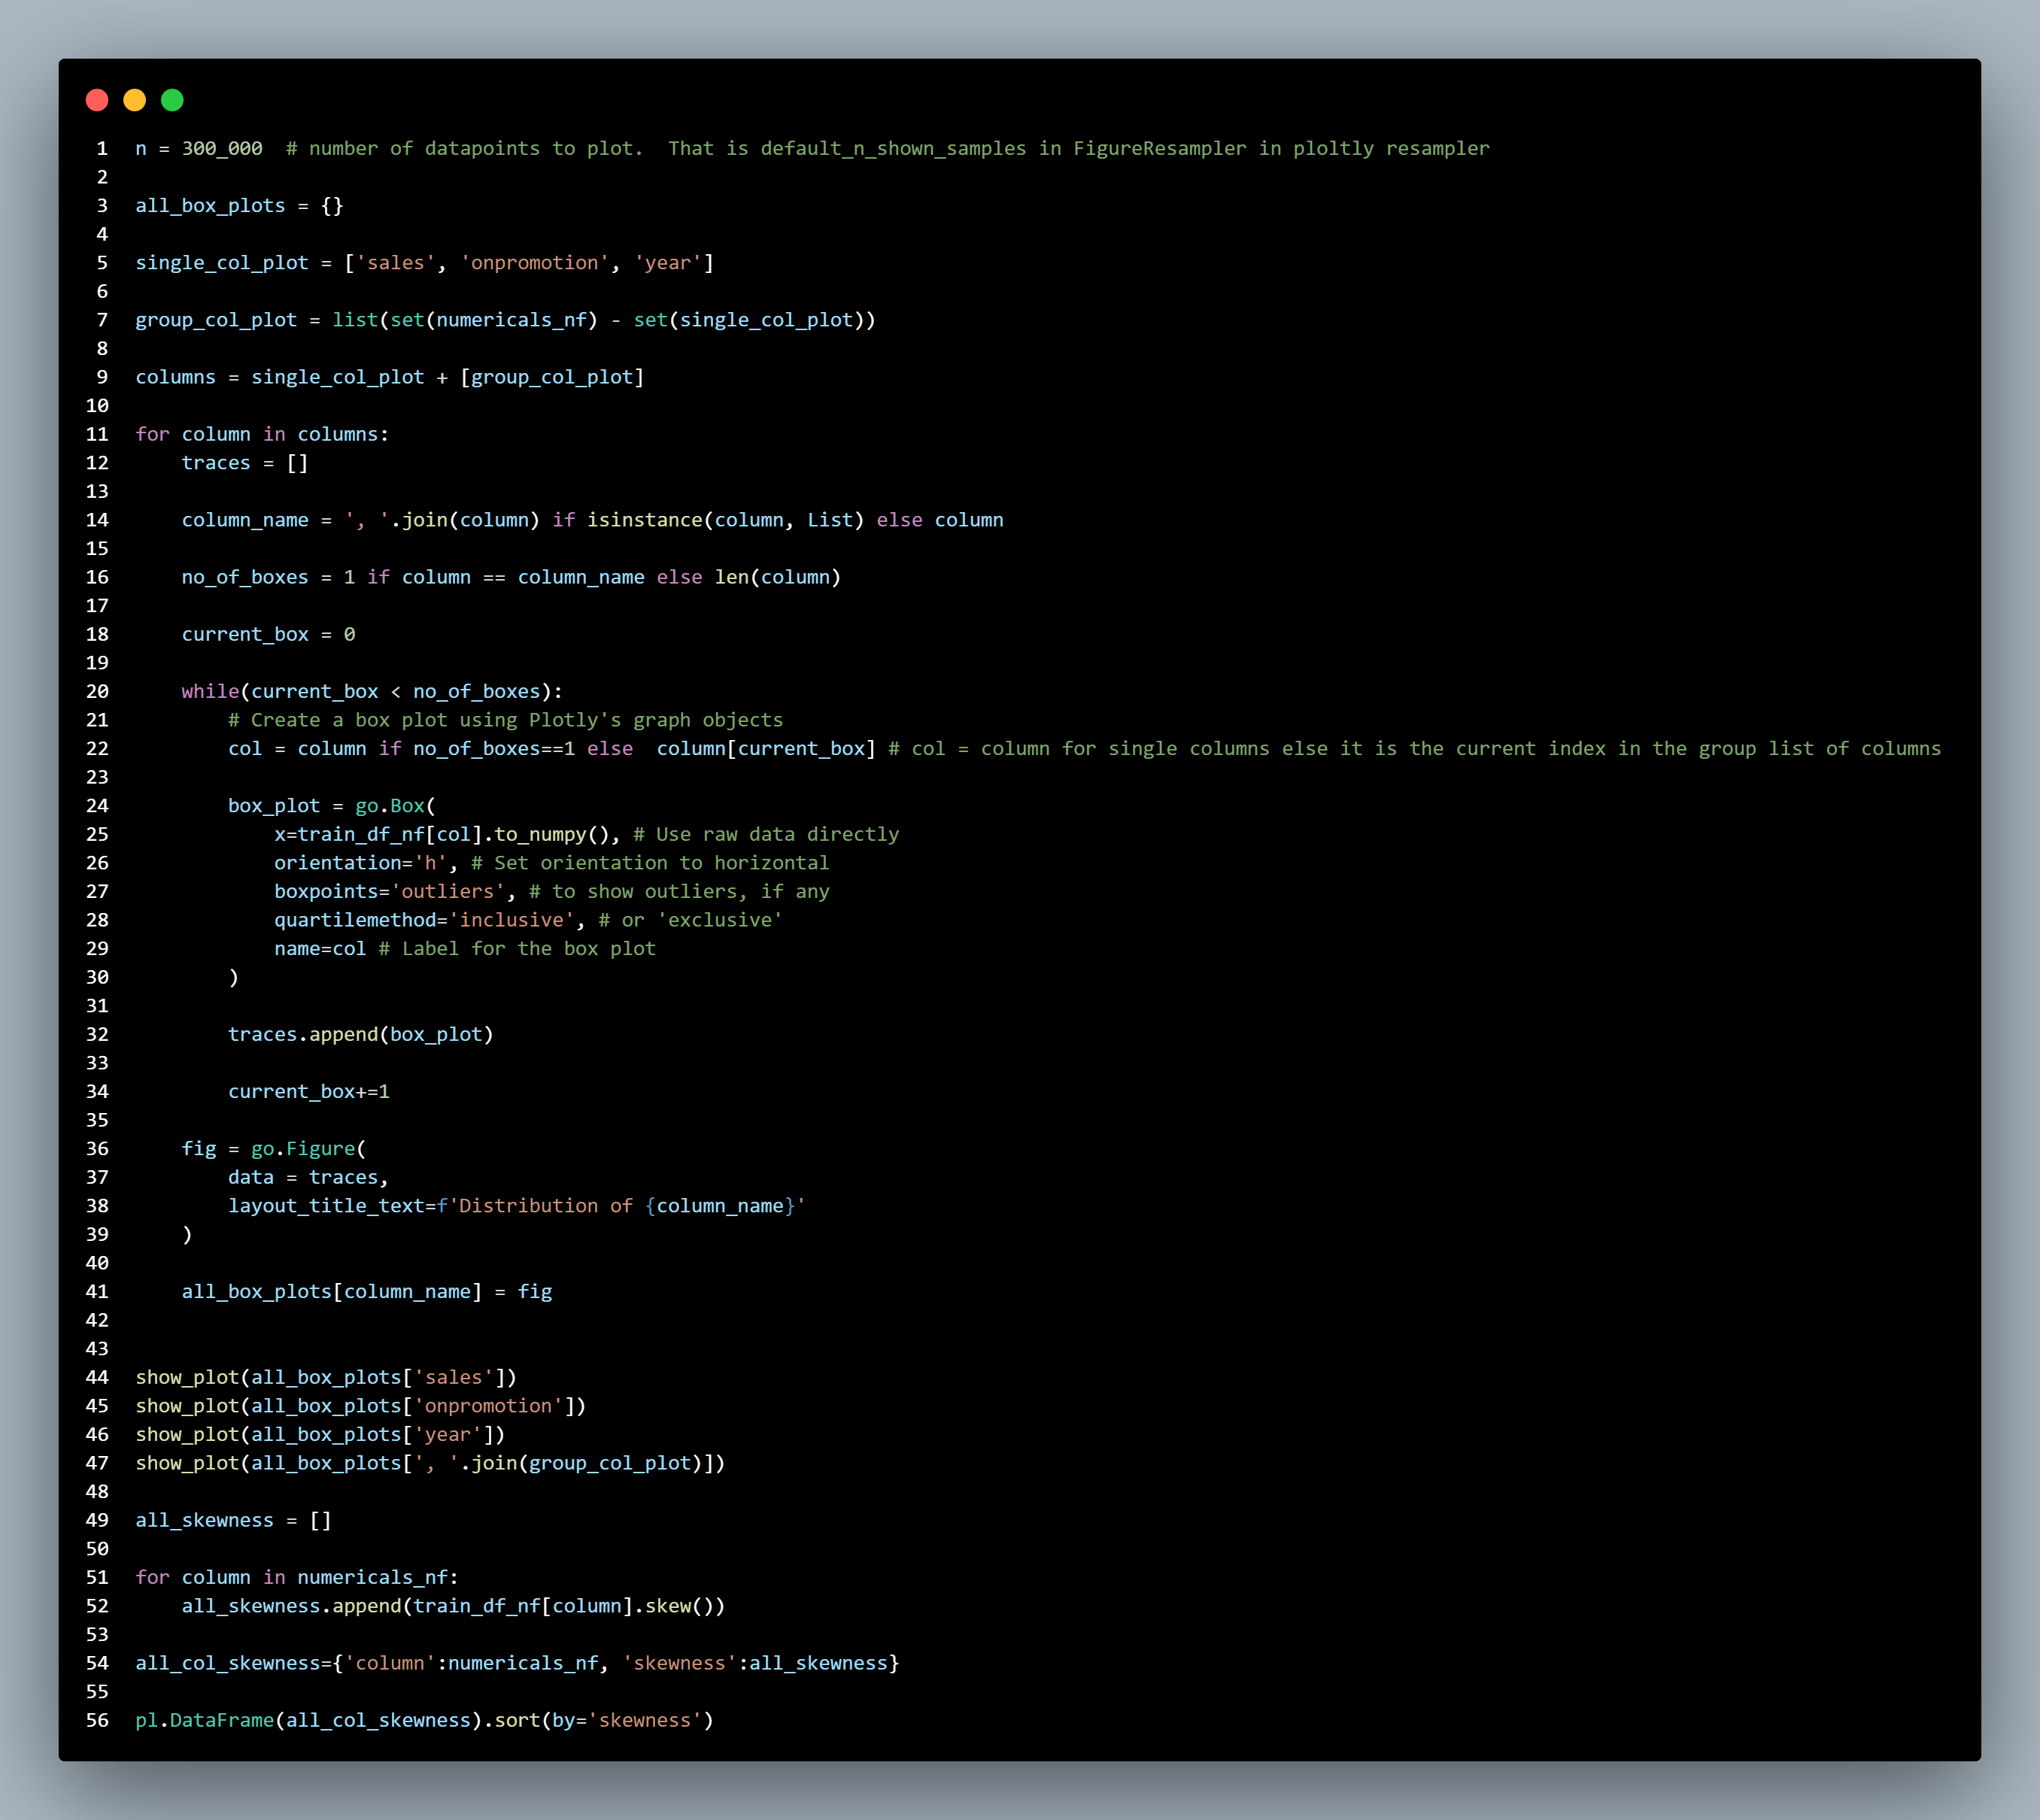 1 n = 300_000  # number of datapoints to plot.  That is default_n_shown_samples in FigureResampler in ploltly resampler
2
3 all_box_plots = {}
4
5 single_col_plot = ['sales', 'onpromotion', 'year']
6
7 group_col_plot = list(set(numericals_nf) - set(single_col_plot))
8
9 columns = single_col_plot + [group_col_plot]
10
11 for column in columns:
12     traces = []
13
14     column_name = ', '.join(column) if isinstance(column, List) else column
15
16     no_of_boxes = 1 if column == column_name else len(column)
17
18     current_box = 0
19
20     while(current_box < no_of_boxes):
21         # Create a box plot using Plotly's graph objects
22         col = column if no_of_boxes==1 else  column[current_box] # col = column for single columns else it is the current index in the group list of columns
23
24         box_plot = go.Box(
25             x=train_df_nf[col].to_numpy(), # Use raw data directly
26             orientation='h', # Set orientation to horizontal
27             boxpoints='outliers', # to show outliers, if any
28             quartilemethod='inclusive', # or 'exclusive'
29             name=col # Label for the box plot
30         )
31
32         traces.append(box_plot)
33
34         current_box+=1
35
36     fig = go.Figure(
37         data = traces,
38         layout_title_text=f'Distribution of {column_name}'
39     )
40
41     all_box_plots[column_name] = fig
42
43
44 show_plot(all_box_plots['sales'])
45 show_plot(all_box_plots['onpromotion'])
46 show_plot(all_box_plots['year'])
47 show_plot(all_box_plots[', '.join(group_col_plot)])
48
49 all_skewness = []
50
51 for column in numericals_nf:
52     all_skewness.append(train_df_nf[column].skew())
53
54 all_col_skewness={'column':numericals_nf, 'skewness':all_skewness}
55
56 pl.DataFrame(all_col_skewness).sort(by='skewness')